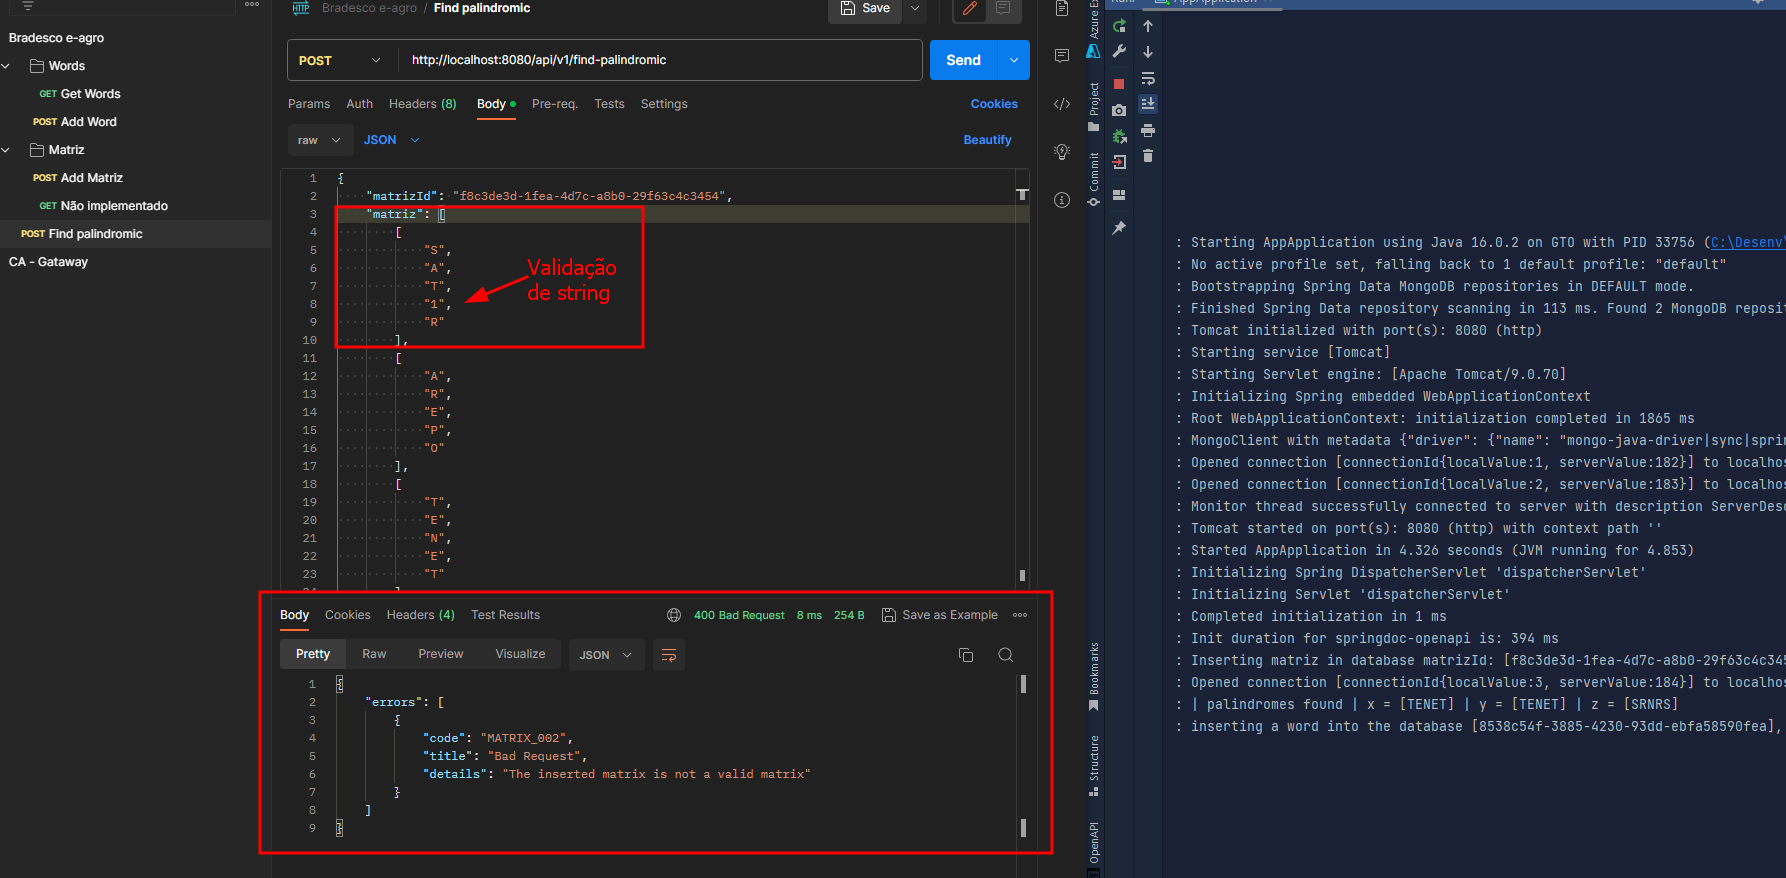 Bradesco e-agro
Words
GET Get Words
POST Add Word
Matriz
POST Add Matriz
GET Não implementado
POST Find palindromic
CA - Gataway
HTTP Bradesco e-agro / Find palindromic
Save
POST http://localhost:8080/api/v1/find-palindromic
Send
Params Auth Headers (8) Body Pre-req. Tests Settings
Cookies
raw JSON
Beautify
1 {
2 "matrizId": "f8c3de3d-1fea-4d7c-a8b0-29f63c4c3454",
3 "matriz": [
4 [
5 "S",
6 "A",
7 "T",
8 "1",
9 "R"
10 ],
11 [
12 "A",
13 "R",
14 "E",
15 "P",
16 "O"
17 ],
18 [
19 "T",
20 "E",
21 "N",
22 "E",
23 "T"
Validação
de string
Body Cookies Headers (4) Test Results
400 Bad Request 8 ms 254 B Save as Example
Pretty Raw Preview Visualize JSON
1 {
2 "errors": [
3 {
4 "code": "MATRIX_002",
5 "title": "Bad Request",
6 "details": "The inserted matrix is not a valid matrix"
7 }
8 ]
9 }
Project
Commit
Bookmarks
Structure
OpenAPI
: Starting AppApplication using Java 16.0.2 on GTO with PID 33756 (C:\Desenv\
: No active profile set, falling back to 1 default profile: "default"
: Bootstrapping Spring Data MongoDB repositories in DEFAULT mode.
: Finished Spring Data repository scanning in 113 ms. Found 2 MongoDB reposit
: Tomcat initialized with port(s): 8080 (http)
: Starting service [Tomcat]
: Starting Servlet engine: [Apache Tomcat/9.0.70]
: Initializing Spring embedded WebApplicationContext
: Root WebApplicationContext: initialization completed in 1865 ms
: MongoClient with metadata {"driver": {"name": "mongo-java-driver|sync|sprin
: Opened connection [connectionId{localValue:1, serverValue:182}] to localhos
: Opened connection [connectionId{localValue:2, serverValue:183}] to localhos
: Monitor thread successfully connected to server with description ServerDesc
: Tomcat started on port(s): 8080 (http) with context path ''
: Started AppApplication in 4.326 seconds (JVM running for 4.853)
: Initializing Spring DispatcherServlet 'dispatcherServlet'
: Initializing Servlet 'dispatcherServlet'
: Completed initialization in 1 ms
: Init duration for springdoc-openapi is: 394 ms
: Inserting matriz in database matrizId: [f8c3de3d-1fea-4d7c-a8b0-29f63c4c345
: Opened connection [connectionId{localValue:3, serverValue:184}] to localhos
: | palindromes found | x = [TENET] | y = [TENET] | z = [SRNRS]
: inserting a word into the database [8538c54f-3885-4230-93dd-ebfa58590fea],